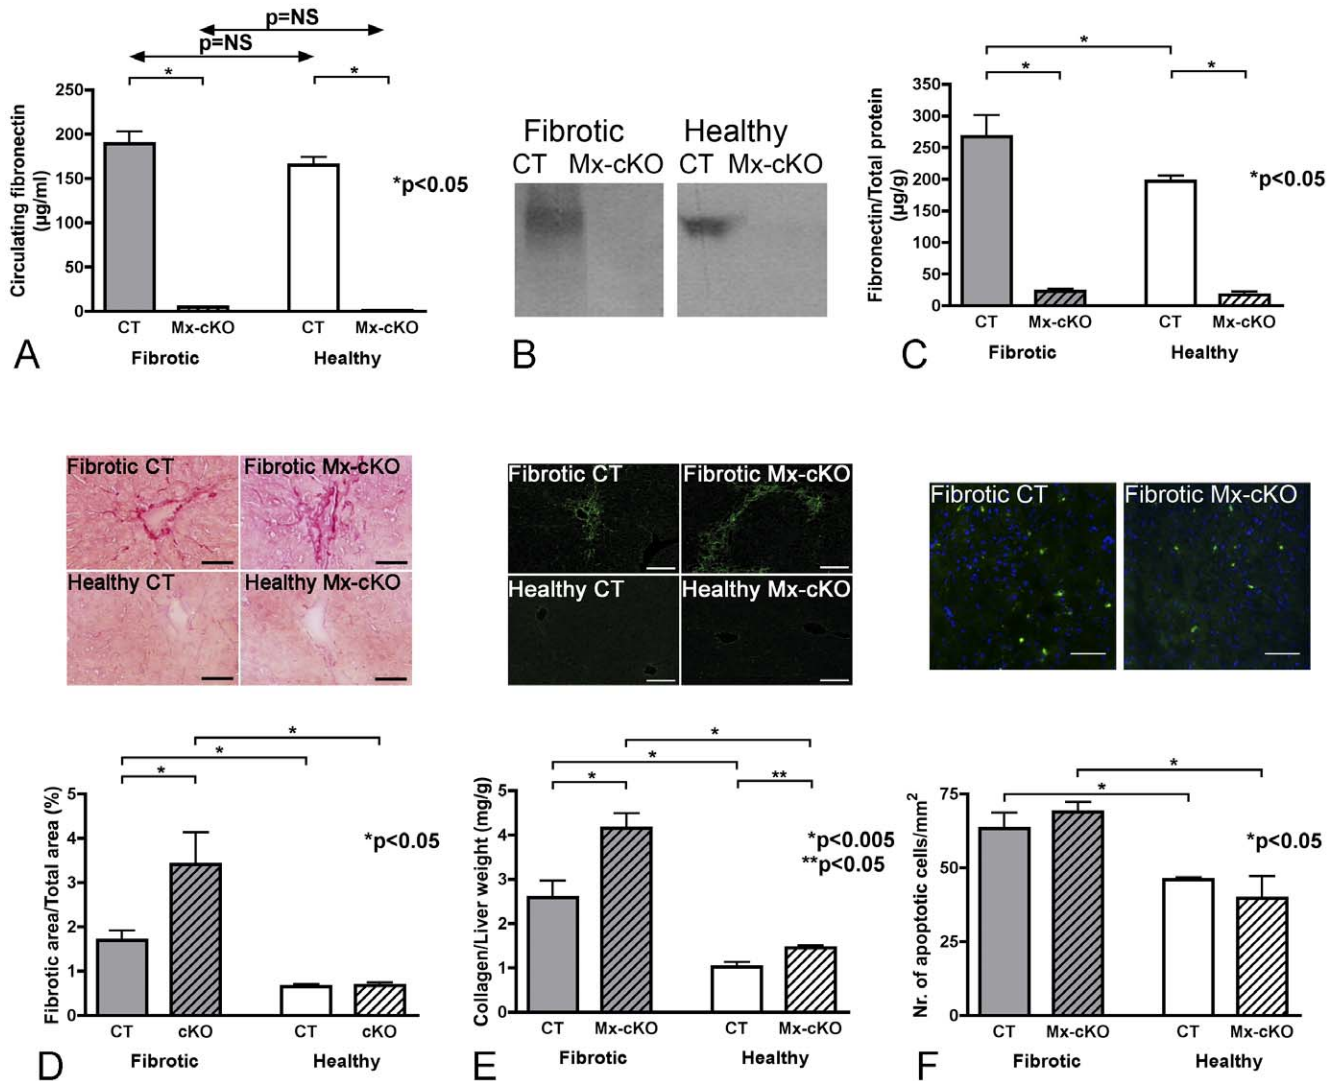 p=NS
p=NS
* *
Circulating fibronectin
(µg/ml)
250
200
150
100
50
0
*p<0.05
CT Mx-cKO CT Mx-cKO
Fibrotic Healthy
A
Fibrotic Healthy
CT Mx-cKO CT Mx-cKO
B
*
* *
Fibronectin/Total protein
(µg/g)
350
300
250
200
150
100
50
0
*p<0.05
CT Mx-cKO CT Mx-cKO
Fibrotic Healthy
C
Fibrotic CT Fibrotic Mx-cKO
Healthy CT Healthy Mx-cKO
*
*
*
Fibrotic area/Total area (%)
5
4
3
2
1
0
*p<0.05
CT cKO CT cKO
Fibrotic Healthy
D
Fibrotic CT Fibrotic Mx-cKO
Healthy CT Healthy Mx-cKO
*
*
* **
Collagen/Liver weight (mg/g)
5
4
3
2
1
0
*p<0.005
**p<0.05
CT Mx-cKO CT Mx-cKO
Fibrotic Healthy
E
Fibrotic CT Fibrotic Mx-cKO
*
*
Nr. of apoptotic cells/mm²
75
50
25
0
*p<0.05
CT Mx-cKO CT Mx-cKO
Fibrotic Healthy
F